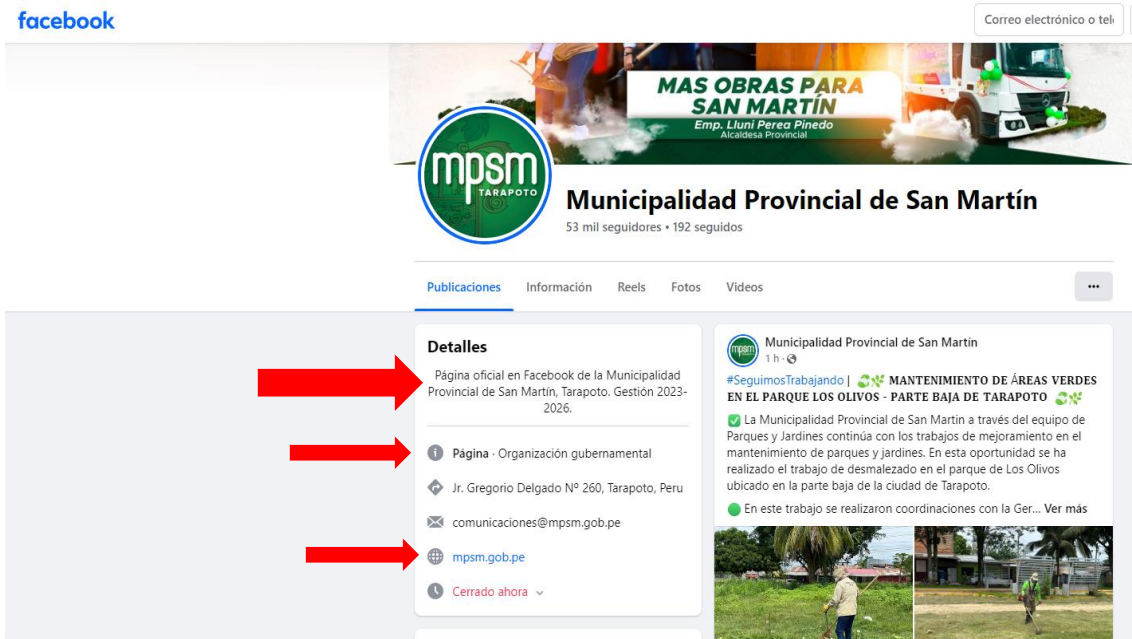 facebook
Correo electrónico o tel
MAS OBRAS PARA
SAN MARTÍN
Emp. Lluni Perea Pinedo
Alcaldesa Provincial
mpsm
TARAPOTO
Municipalidad Provincial de San Martín
53 mil seguidores • 192 seguidos
Publicaciones Información Reels Fotos Videos
Detalles
Página oficial en Facebook de la Municipalidad
Provincial de San Martín, Tarapoto. Gestión 2023-
2026.
Página · Organización gubernamental
Jr. Gregorio Delgado Nº 260, Tarapoto, Peru
comunicaciones@mpsm.gob.pe
mpsm.gob.pe
Cerrado ahora
mpsm
Municipalidad Provincial de San Martín
1 h ·
#SeguimosTrabajando | MANTENIMIENTO DE ÁREAS VERDES
EN EL PARQUE LOS OLIVOS - PARTE BAJA DE TARAPOTO
La Municipalidad Provincial de San Martin a través del equipo de
Parques y Jardines continúa con los trabajos de mejoramiento en el
mantenimiento de parques y jardines. En esta oportunidad se ha
realizado el trabajo de desmalezado en el parque de Los Olivos
ubicado en la parte baja de la ciudad de Tarapoto.
En este trabajo se realizaron coordinaciones con la Ger... Ver más